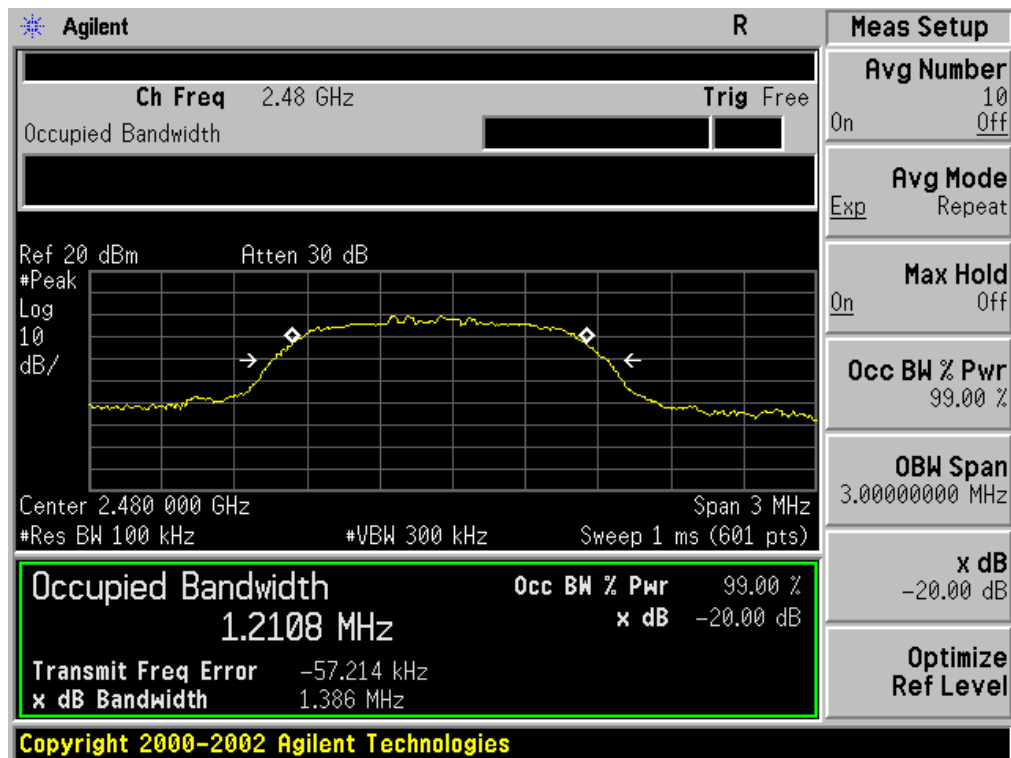 Agilent R Meas Setup
Ch Freq 2.48 GHz Trig Free
Occupied Bandwidth
Ref 20 dBm Atten 30 dB
#Peak
Log
10
dB/
Center 2.480 000 GHz Span 3 MHz
#Res BW 100 kHz #VBW 300 kHz Sweep 1 ms (601 pts)
Occupied Bandwidth Occ BW % Pwr 99.00 %
1.2108 MHz x dB -20.00 dB
Transmit Freq Error -57.214 kHz
x dB Bandwidth 1.386 MHz
Avg Number
10
On Off
Avg Mode
Exp Repeat
Max Hold
On Off
Occ BW % Pwr
99.00 %
OBW Span
3.00000000 MHz
x dB
-20.00 dB
Optimize
Ref Level
Copyright 2000-2002 Agilent Technologies